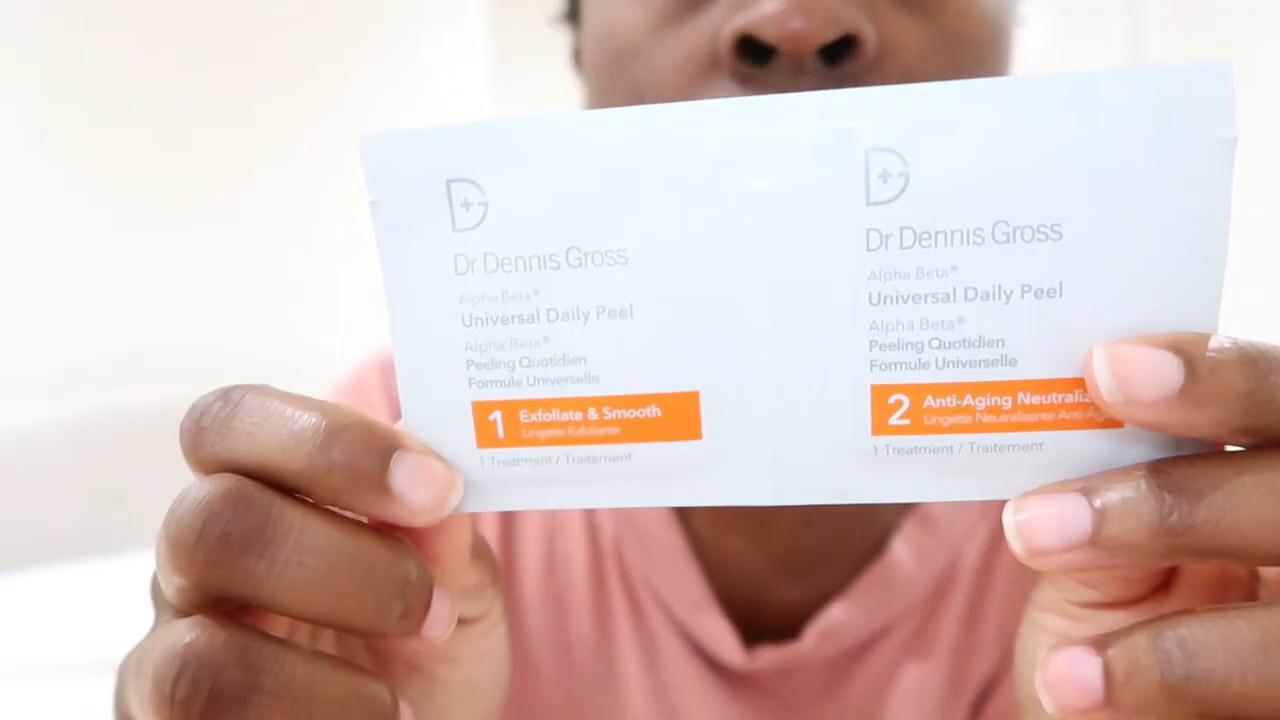 Dr Dennis Gross
Alpha Beta®
Universal Daily Peel
Alpha Beta®
Peeling Quotidien
Formule Universelle
1 Exfoliate & Smooth
Lingette Exfoliante
1 Treatment / Traitement
Dr Dennis Gross
Alpha Beta®
Universal Daily Peel
Alpha Beta®
Peeling Quotidien
Formule Universelle
2 Anti-Aging Neutraliz
Lingette Neutralisante Anti-Ag
1 Treatment / Traitement